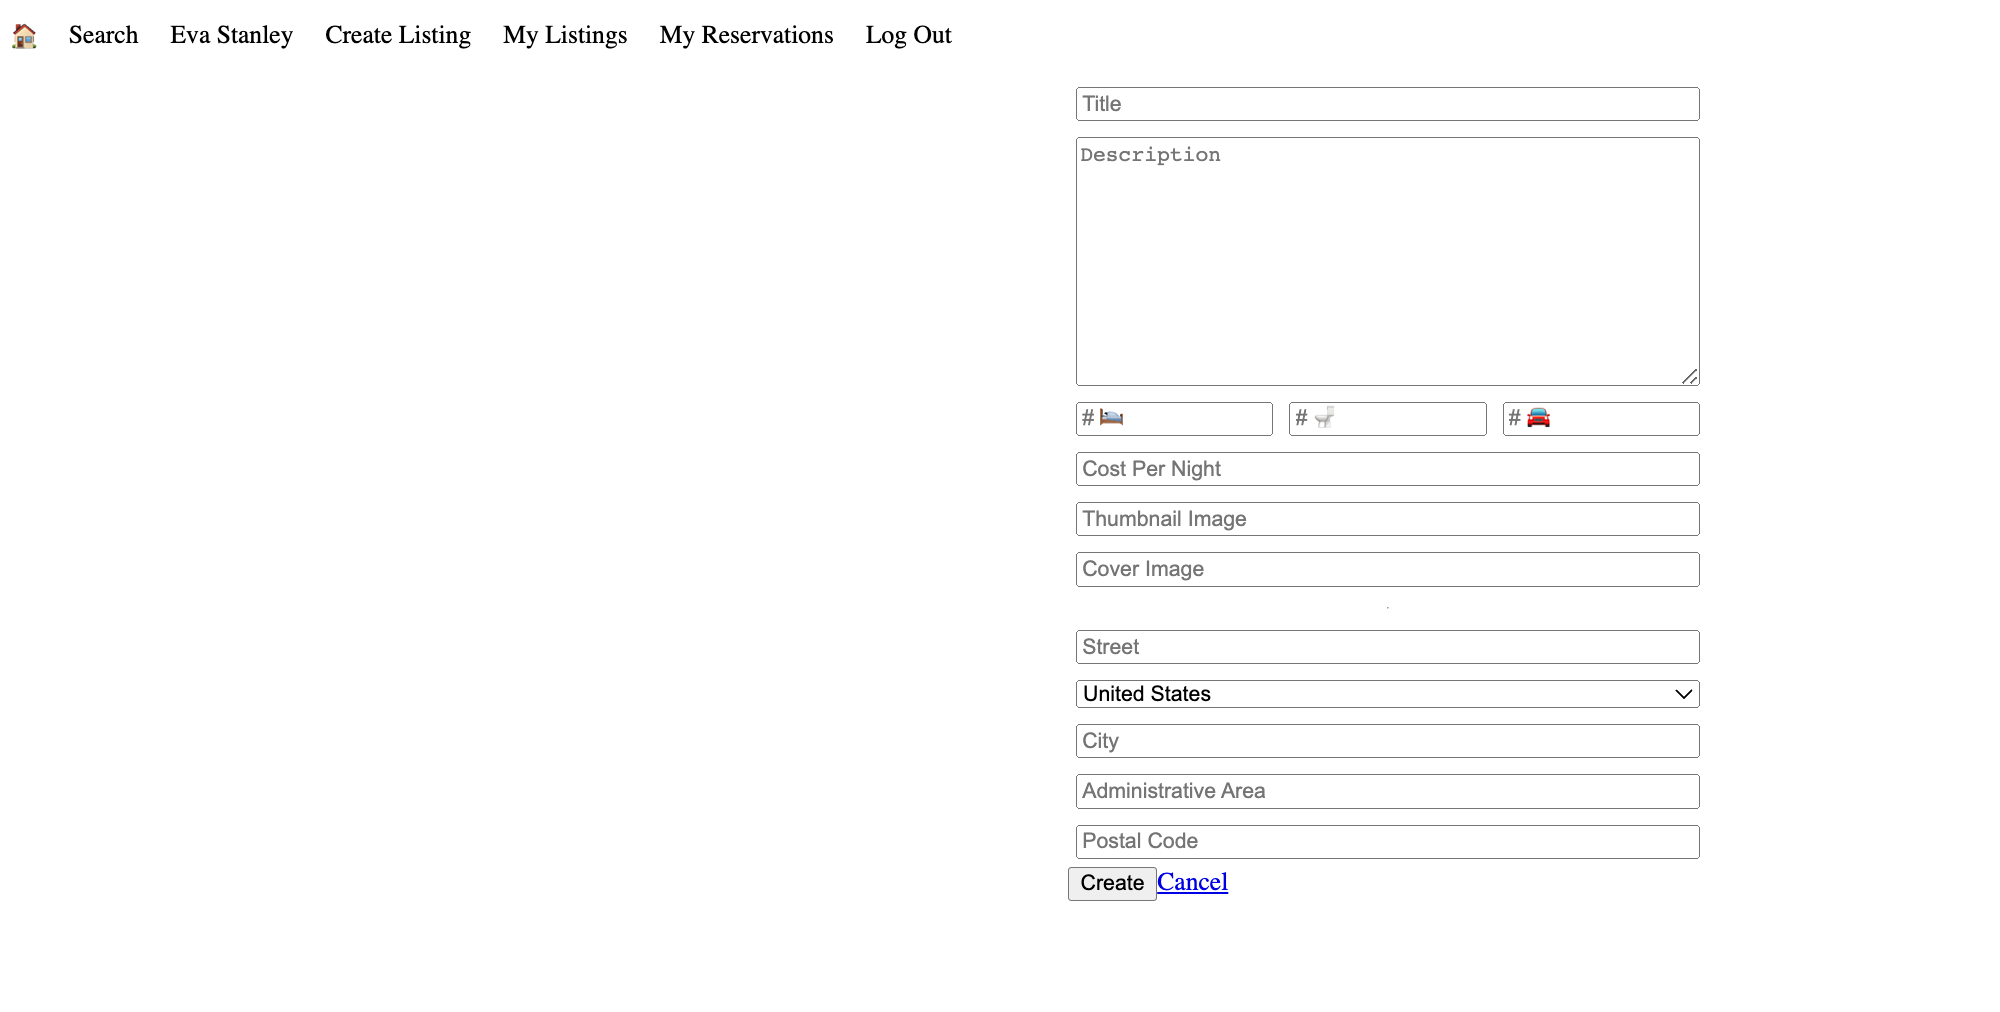 🏠 Search Eva Stanley Create Listing My Listings My Reservations Log Out
Title
Description
# 🛏️ # 🚽 # 🚘
Cost Per Night
Thumbnail Image
Cover Image
Street
United States
City
Administrative Area
Postal Code
Create Cancel